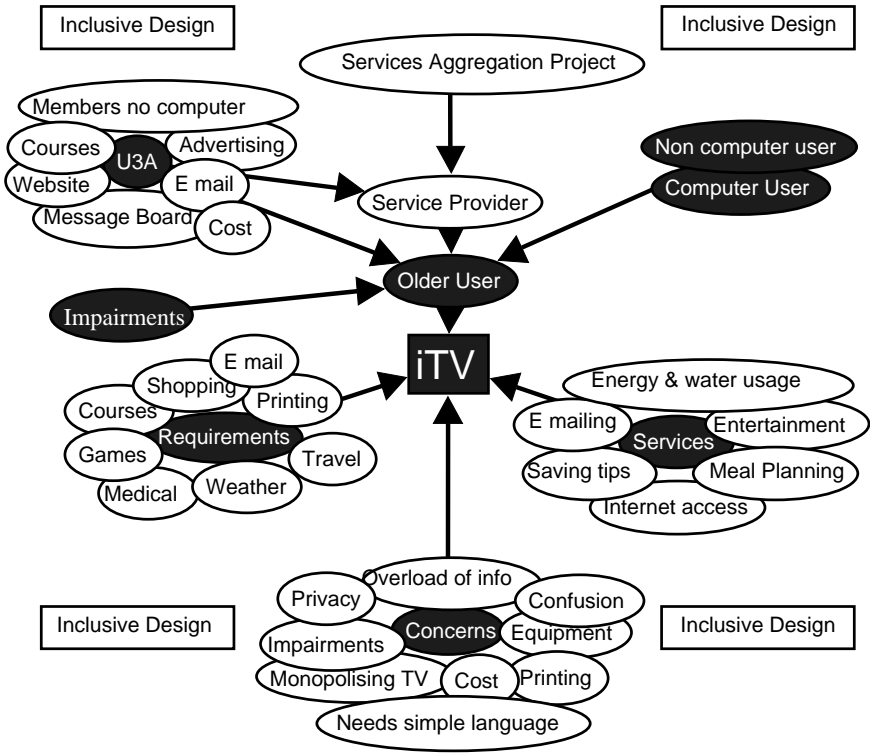 Inclusive Design
Inclusive Design
Services Aggregation Project
Members no computer
Courses
U3A
Advertising
Website
E mail
Message Board
Cost
Non computer user
Computer User
Service Provider
Older User
Impairments
iTV
E mail
Shopping
Courses
Printing
Requirements
Games
Travel
Medical
Weather
Energy & water usage
E mailing
Entertainment
Services
Saving tips
Meal Planning
Internet access
Overload of info
Privacy
Confusion
Impairments
Concerns
Equipment
Monopolising TV
Cost
Printing
Needs simple language
Inclusive Design
Inclusive Design